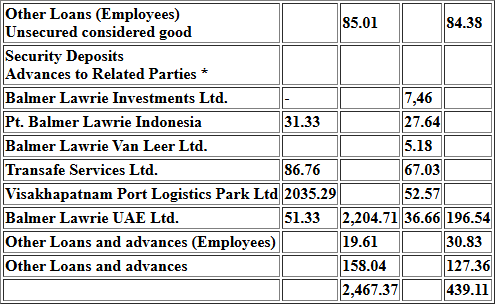 Other Loans (Employees)
Unsecured considered good 85.01 84.38
Security Deposits
Advances to Related Parties *
Balmer Lawrie Investments Ltd. - 7,46
Pt. Balmer Lawrie Indonesia 31.33 27.64
Balmer Lawrie Van Leer Ltd. 5.18
Transafe Services Ltd. 86.76 67.03
Visakhapatnam Port Logistics Park Ltd 2035.29 52.57
Balmer Lawrie UAE Ltd. 51.33 2,204.71 36.66 196.54
Other Loans and advances (Employees) 19.61 30.83
Other Loans and advances 158.04 127.36
2,467.37 439.11